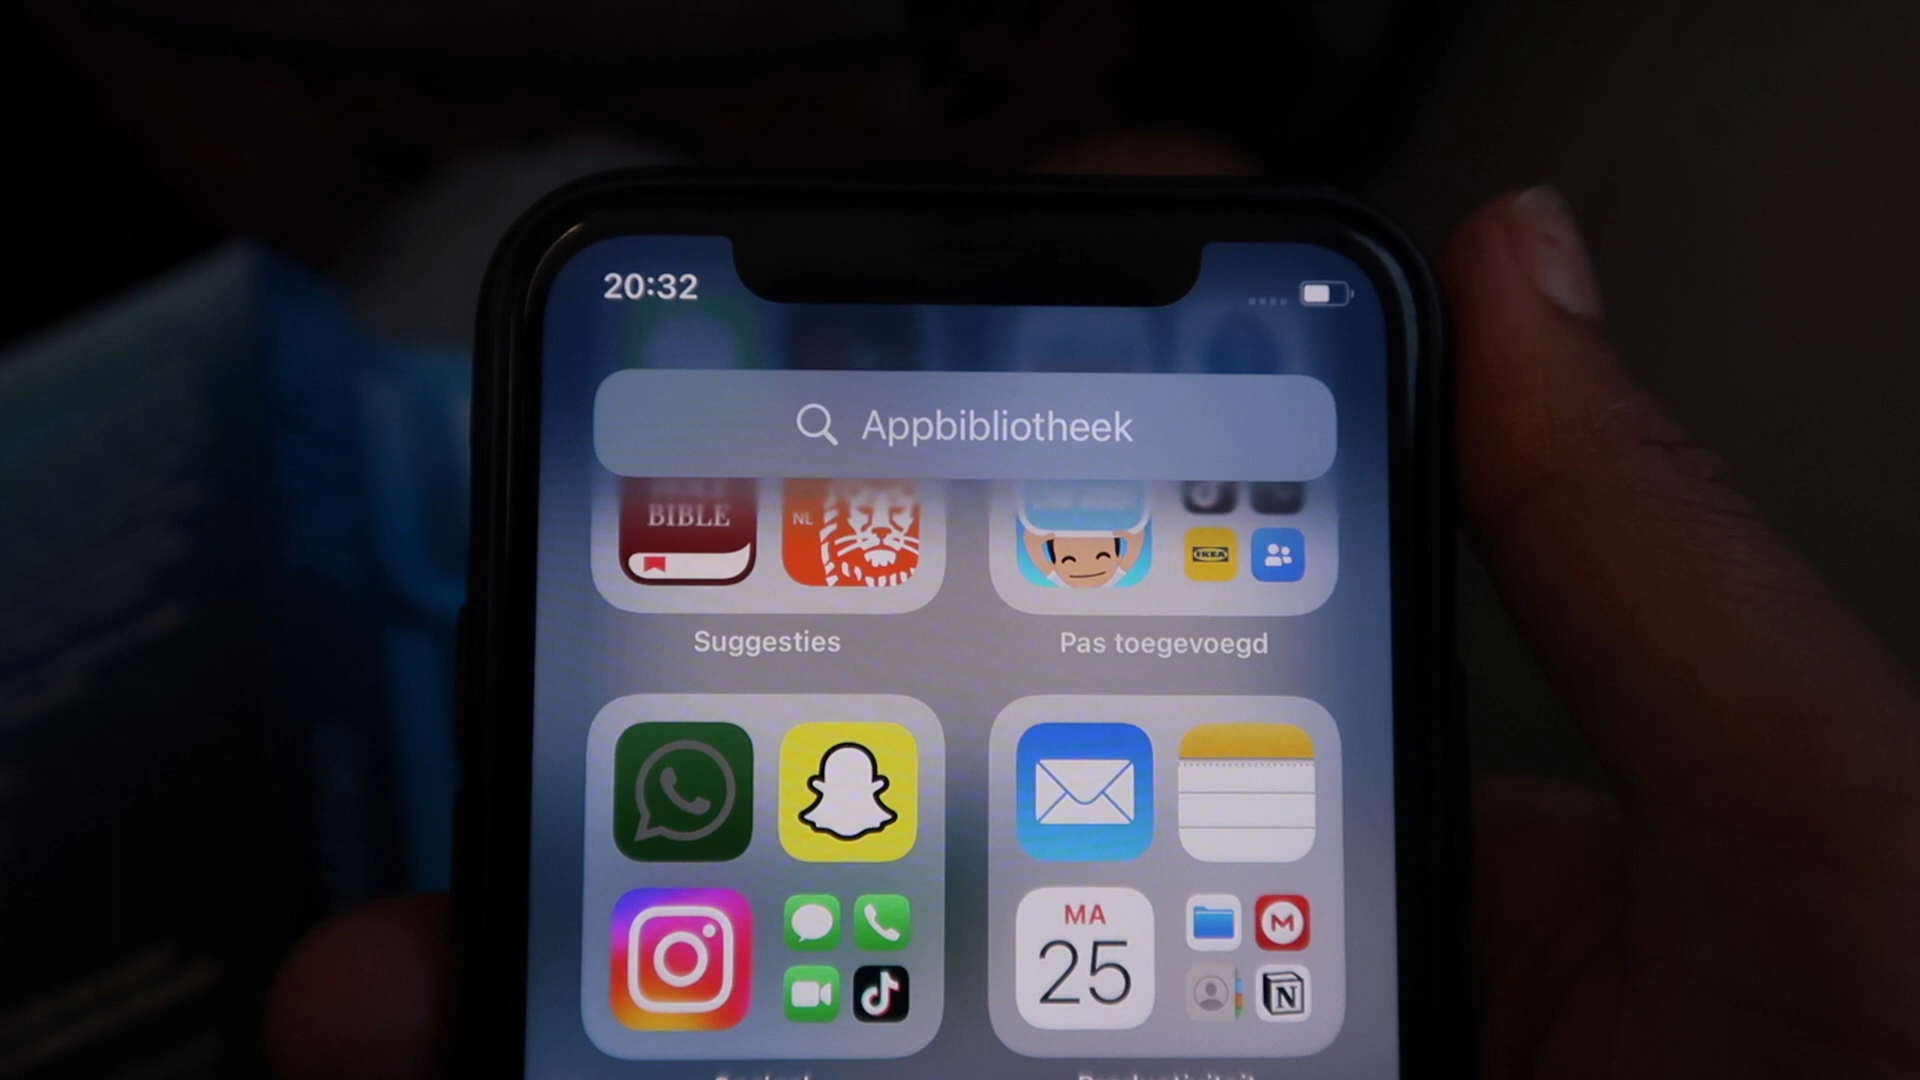 20:32
Appbibliotheek
BIBLE
NL
IKEA
Suggesties
Pas toegevoegd
MA
25
M
N